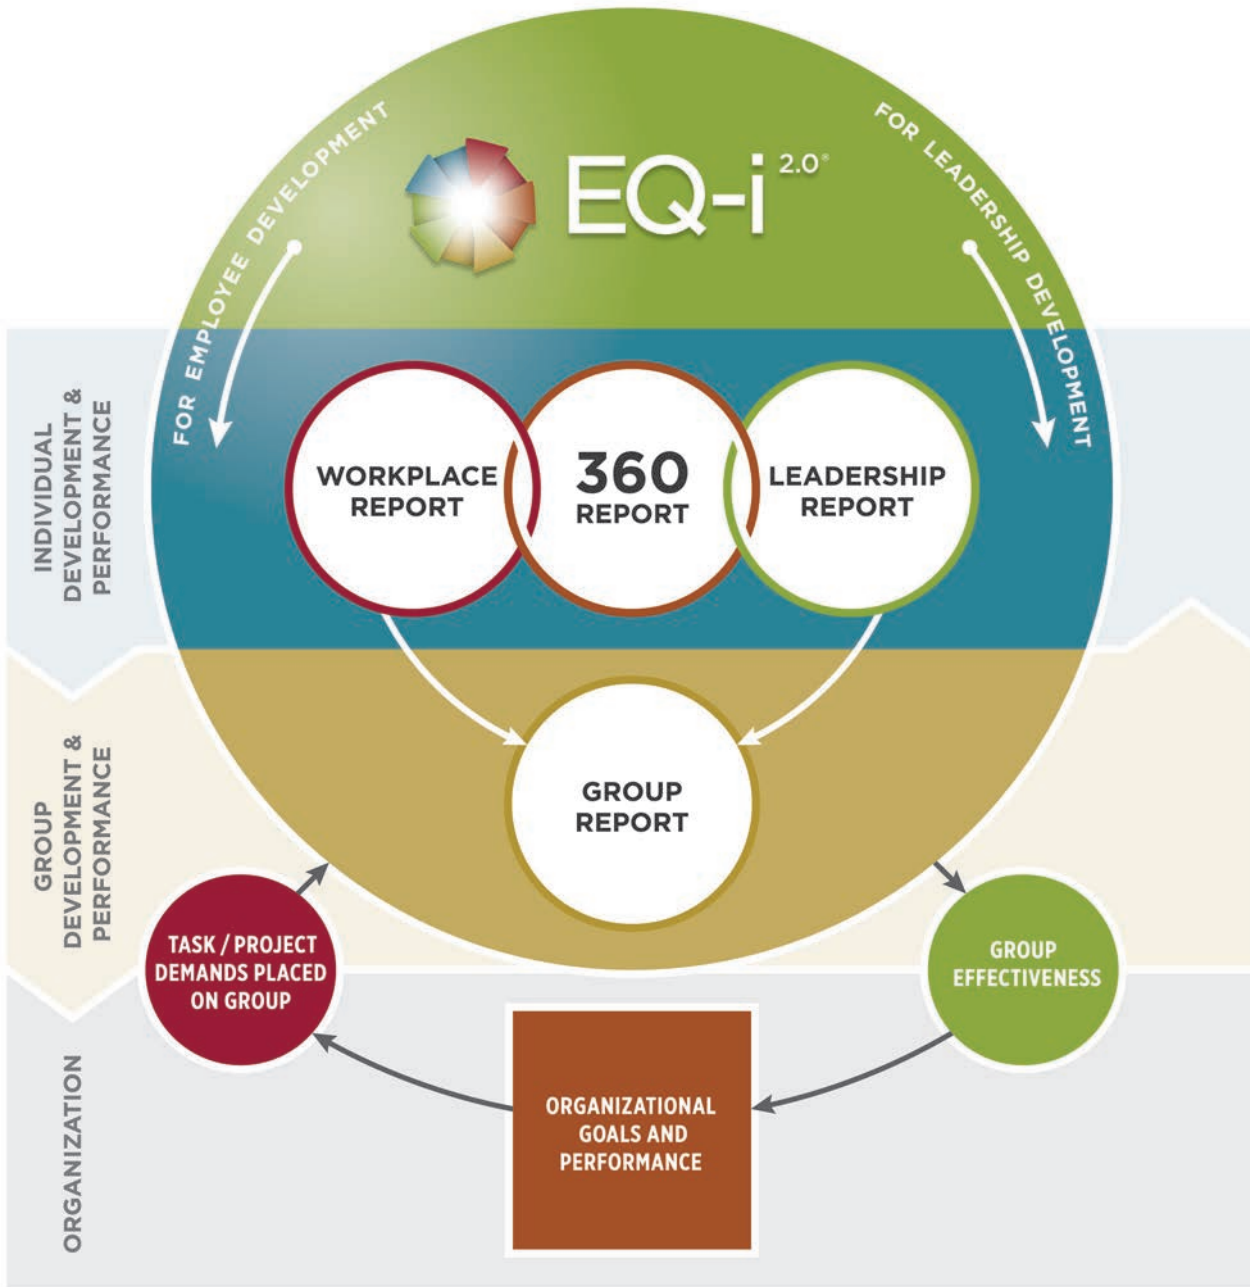 EQ-i 2.0®
FOR EMPLOYEE DEVELOPMENT
FOR LEADERSHIP DEVELOPMENT
INDIVIDUAL
DEVELOPMENT &
PERFORMANCE
WORKPLACE
REPORT
360
REPORT
LEADERSHIP
REPORT
GROUP
DEVELOPMENT &
PERFORMANCE
GROUP
REPORT
TASK / PROJECT
DEMANDS PLACED
ON GROUP
GROUP
EFFECTIVENESS
ORGANIZATION
ORGANIZATIONAL
GOALS AND
PERFORMANCE